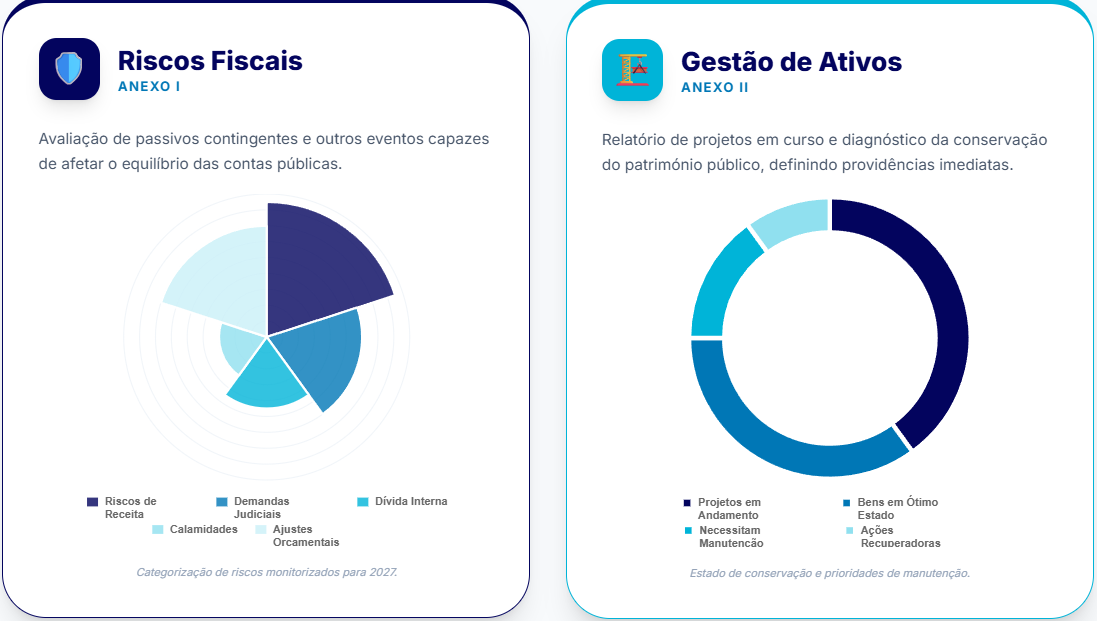 Riscos Fiscais
ANEXO I
Avaliação de passivos contingentes e outros eventos capazes
de afetar o equilíbrio das contas públicas.
Riscos de
Receita
Demandas
Judiciais
Dívida Interna
Calamidades
Ajustes
Orçamentais
Categorização de riscos monitorizados para 2027.
Gestão de Ativos
ANEXO II
Relatório de projetos em curso e diagnóstico da conservação
do património público, definindo providências imediatas.
Projetos em
Andamento
Bens em Ótimo
Estado
Necessitam
Manutenção
Ações
Recuperadoras
Estado de conservação e prioridades de manutenção.